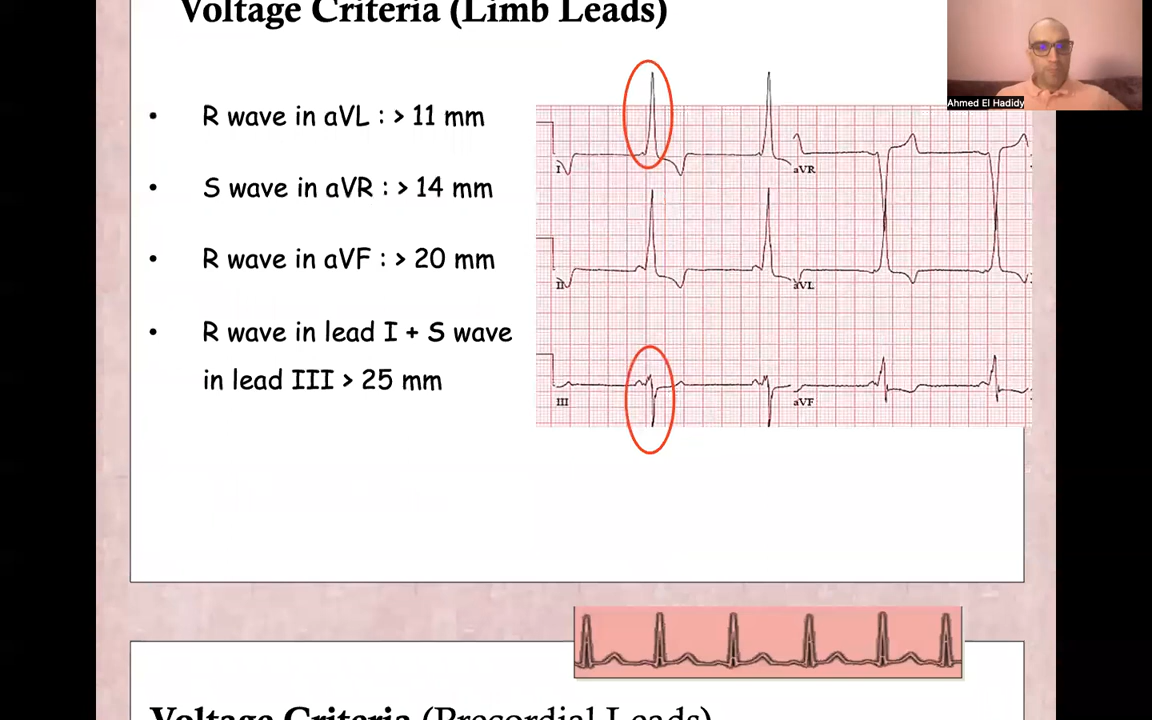 Voltage Criteria (Limb Leads)
Ahmed El Hadidy
• R wave in aVL : > 11 mm
• S wave in aVR : > 14 mm
• R wave in aVF : > 20 mm
• R wave in lead I + S wave
in lead III > 25 mm
I
aVR
II
aVL
III
aVF
Voltage Criteria (Precordial Leads)